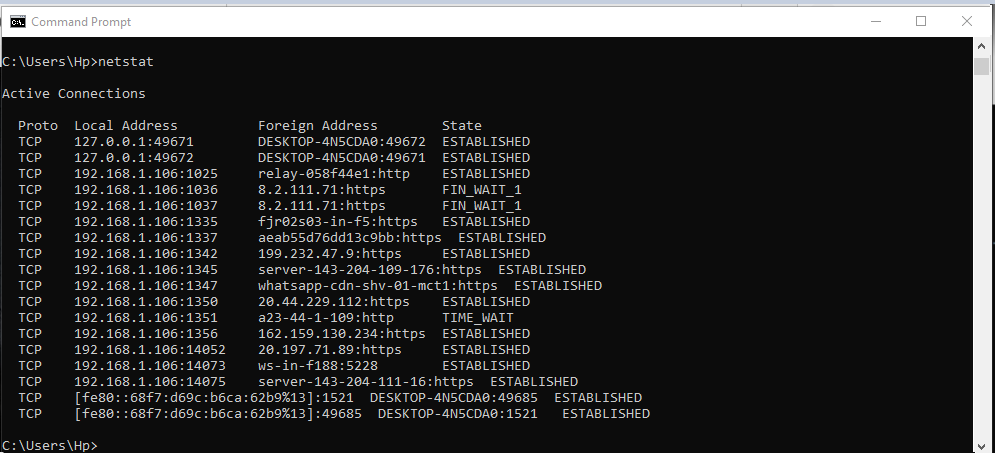 Command Prompt
C:\Users\Hp>netstat
Active Connections
Proto  Local Address          Foreign Address        State
TCP    127.0.0.1:49671        DESKTOP-4N5CDA0:49672  ESTABLISHED
TCP    127.0.0.1:49672        DESKTOP-4N5CDA0:49671  ESTABLISHED
TCP    192.168.1.106:1025     relay-058f44e1:http    ESTABLISHED
TCP    192.168.1.106:1036     8.2.111.71:https       FIN_WAIT_1
TCP    192.168.1.106:1037     8.2.111.71:https       FIN_WAIT_1
TCP    192.168.1.106:1335     fjr02s03-in-f5:https   ESTABLISHED
TCP    192.168.1.106:1337     aeab55d76dd13c9bb:https  ESTABLISHED
TCP    192.168.1.106:1342     199.232.47.9:https     ESTABLISHED
TCP    192.168.1.106:1345     server-143-204-109-176:https  ESTABLISHED
TCP    192.168.1.106:1347     whatsapp-cdn-shv-01-mct1:https  ESTABLISHED
TCP    192.168.1.106:1350     20.44.229.112:https    ESTABLISHED
TCP    192.168.1.106:1351     a23-44-1-109:http      TIME_WAIT
TCP    192.168.1.106:1356     162.159.130.234:https  ESTABLISHED
TCP    192.168.1.106:14052    20.197.71.89:https     ESTABLISHED
TCP    192.168.1.106:14073    ws-in-f188:5228        ESTABLISHED
TCP    192.168.1.106:14075    server-143-204-111-16:https  ESTABLISHED
TCP    [fe80::68f7:d69c:b6ca:62b9%13]:1521  DESKTOP-4N5CDA0:49685  ESTABLISHED
TCP    [fe80::68f7:d69c:b6ca:62b9%13]:49685  DESKTOP-4N5CDA0:1521   ESTABLISHED
C:\Users\Hp>